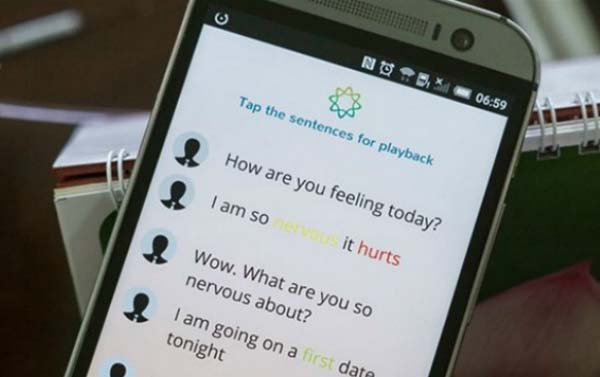 06:59
Tap the sentences for playback
How are you feeling today?
I am so nervous it hurts
Wow. What are you so
nervous about?
I am going on a first date
tonight